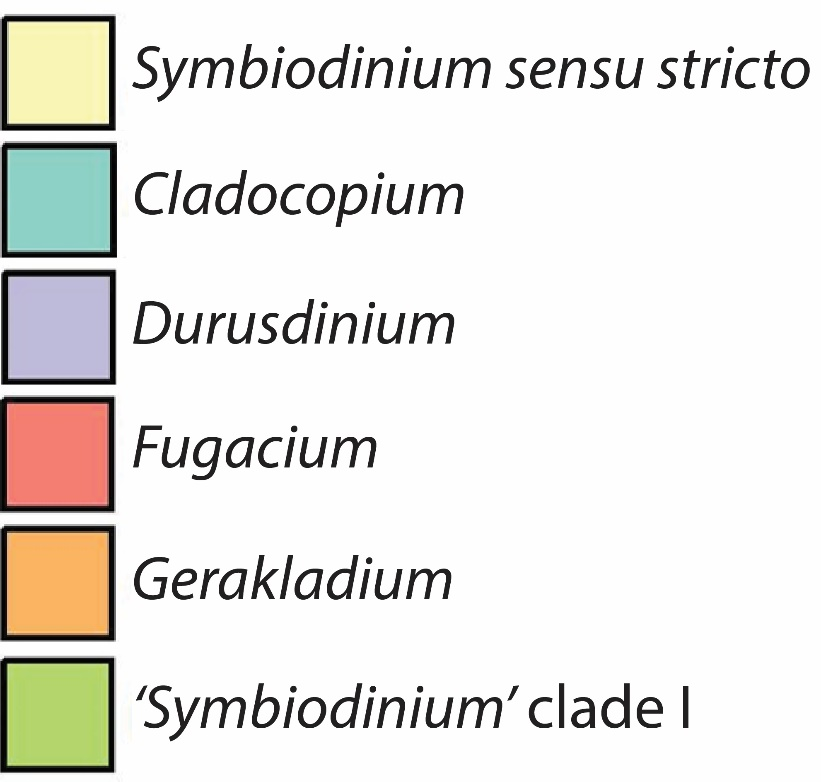 Symbiodinium sensu stricto
Cladocopium
Durusdinium
Fugacium
Gerakladium
‘Symbiodinium’ clade I